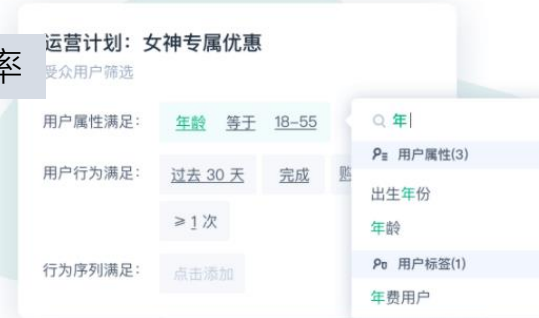 运营计划：女神专属优惠
率
受众用户筛选
用户属性满足： 年龄 等于 18-55
用户行为满足： 过去 30 天 完成 购
≥ 1 次
行为序列满足： 点击添加
年
用户属性(3)
出生年份
年龄
用户标签(1)
年费用户